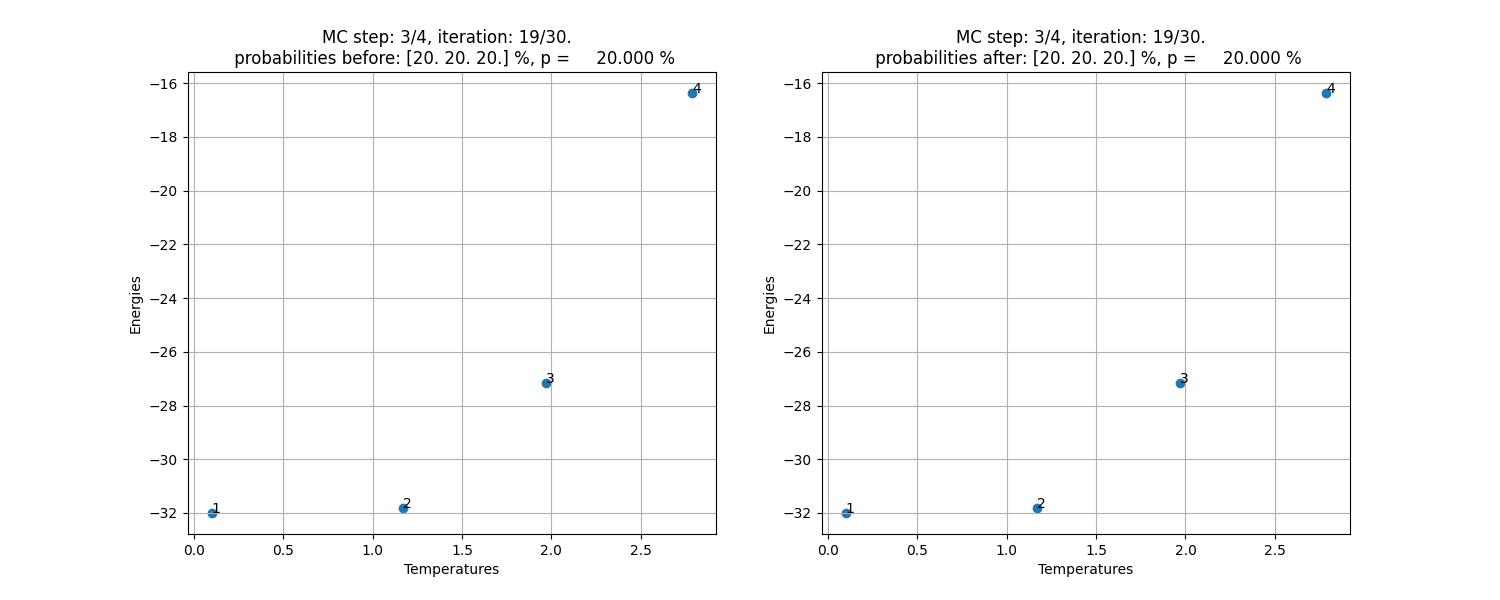 MC step: 3/4, iteration: 19/30.
probabilities before: [20. 20. 20.] %, p =     20.000 %
−16
−18
−20
−22
−24
−26
−28
−30
−32
Energies
4
3
2
1
0.0 0.5 1.0 1.5 2.0 2.5
Temperatures
MC step: 3/4, iteration: 19/30.
probabilities after: [20. 20. 20.] %, p =     20.000 %
−16
−18
−20
−22
−24
−26
−28
−30
−32
Energies
4
3
2
1
0.0 0.5 1.0 1.5 2.0 2.5
Temperatures